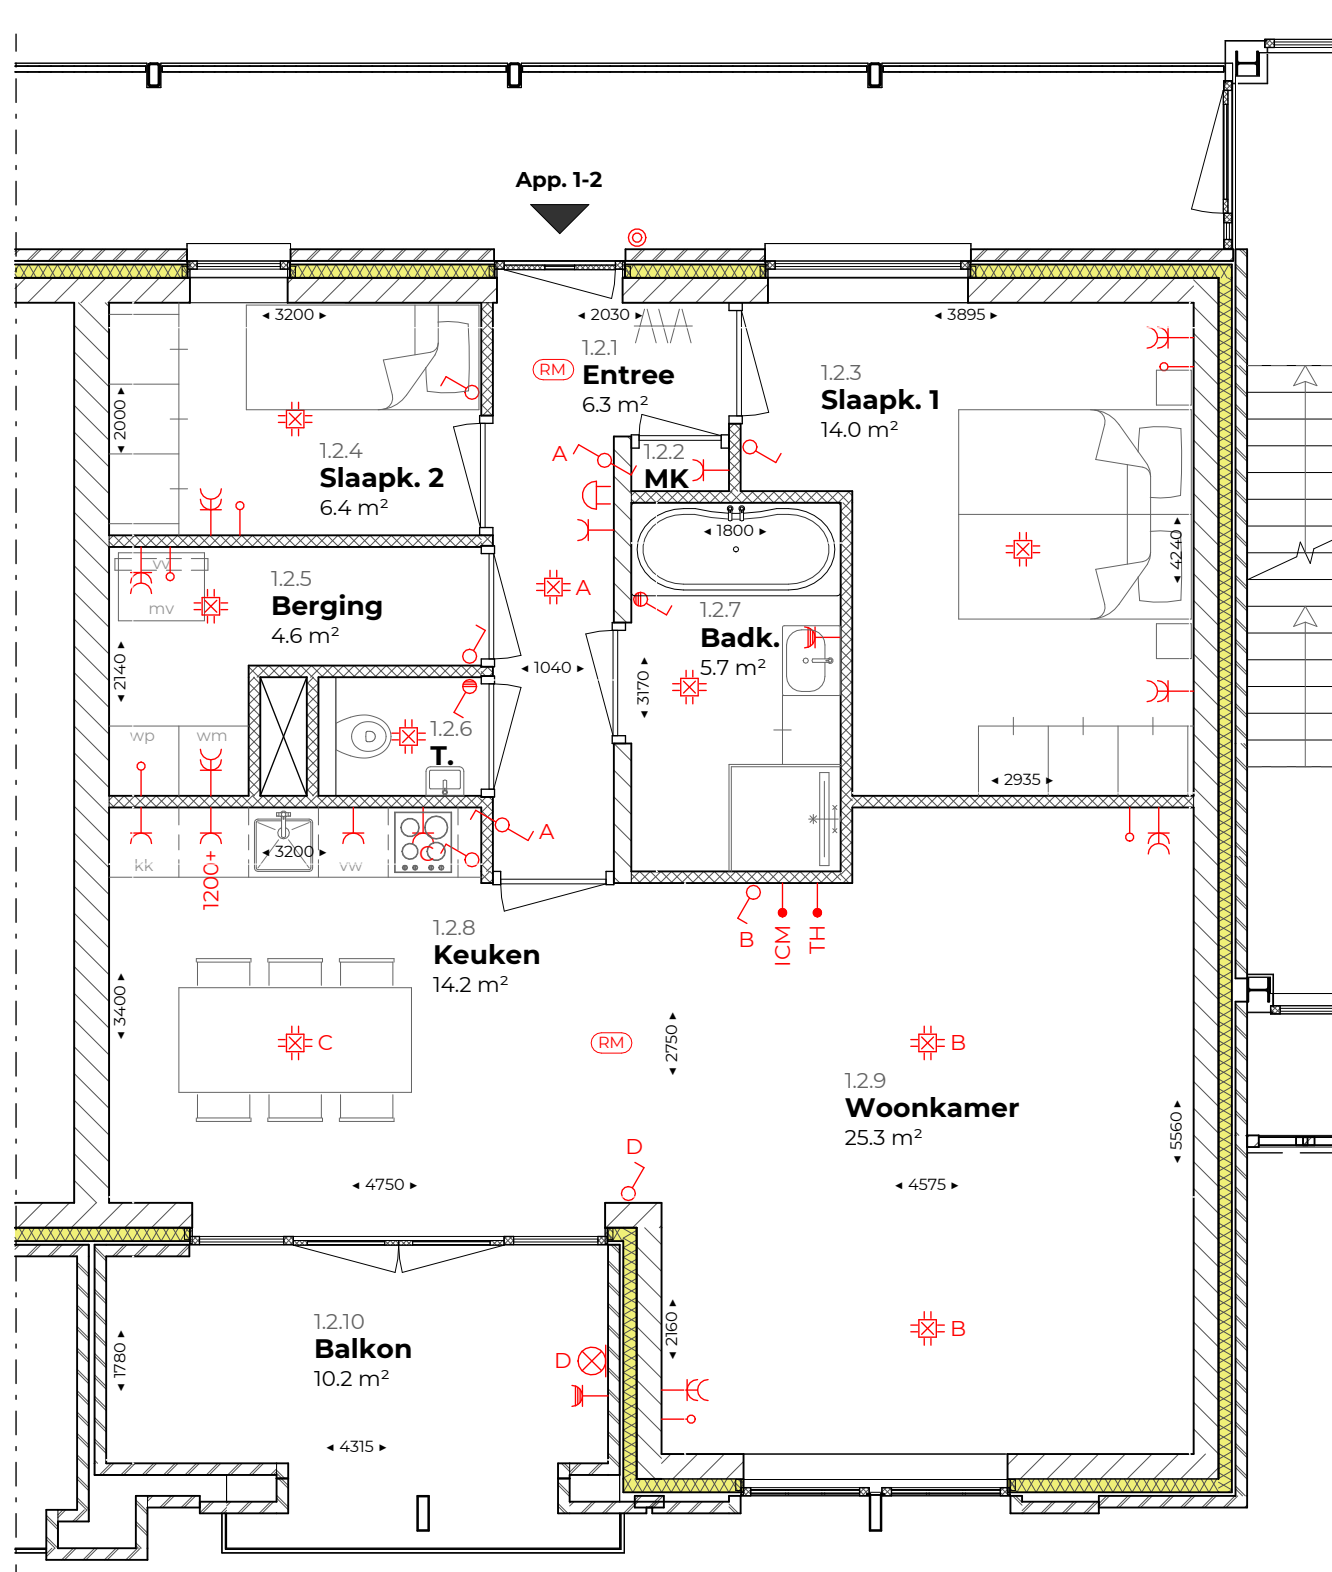 App. 1-2
3200
2030
3895
1.2.1
Entree
6.3 m²
RM
1.2.3
Slaapk. 1
14.0 m²
2000
1.2.4
Slaapk. 2
6.4 m²
A
1.2.2
MK
1800
4240
vv
mv
1.2.5
Berging
4.6 m²
A
1.2.7
Badk.
5.7 m²
2140
1040
3170
wp
wm
D
1.2.6
T.
2935
A
kk
1200+
3200
vw
C
1.2.8
Keuken
14.2 m²
B
ICM
TH
3400
C
RM
2750
B
1.2.9
Woonkamer
25.3 m²
5560
D
4750
4575
1.2.10
Balkon
10.2 m²
1780
D
2160
B
4315